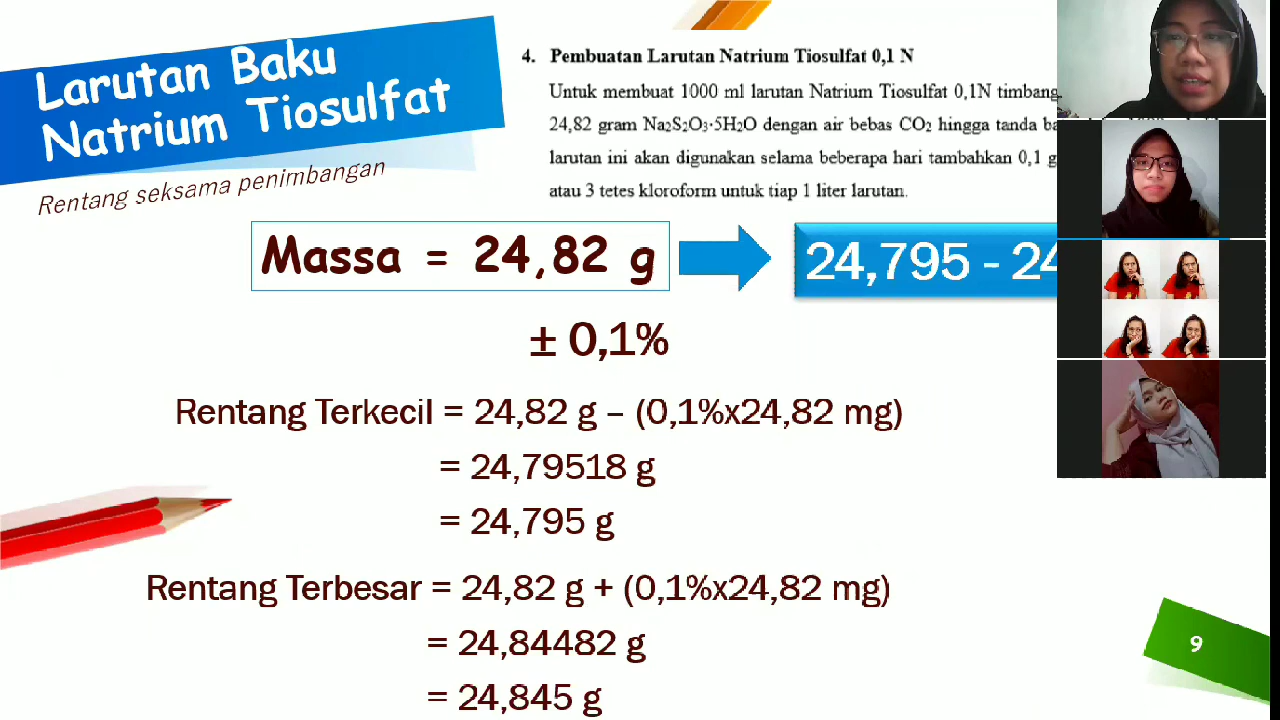 Larutan Baku
Natrium Tiosulfat
Rentang seksama penimbangan
4. Pembuatan Larutan Natrium Tiosulfat 0,1 N
Untuk membuat 1000 ml larutan Natrium Tiosulfat 0,1N timbang
24,82 gram Na₂S₂O₃·5H₂O dengan air bebas CO₂ hingga tanda
larutan ini akan digunakan selama beberapa hari tambahkan 0,1
atau 3 tetes kloroform untuk tiap 1 liter larutan.
Massa = 24,82 g
24,795 - 24
± 0,1%
Rentang Terkecil = 24,82 g – (0,1%x24,82 mg)
= 24,79518 g
= 24,795 g
Rentang Terbesar = 24,82 g + (0,1%x24,82 mg)
= 24,84482 g
= 24,845 g
9